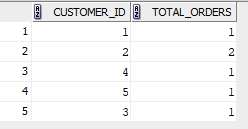 CUSTOMER_ID TOTAL_ORDERS
1 1 1
2 2 2
3 4 1
4 5 1
5 3 1